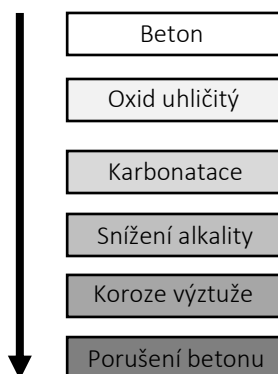 Beton
Oxid uhličitý
Karbonatace
Snížení alkality
Koroze výztuže
Porušení betonu